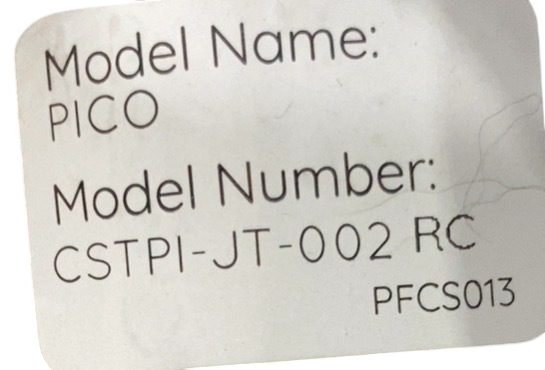 Model Name:
PICO
Model Number:
CSTPI-JT-002 RC
PFCS013